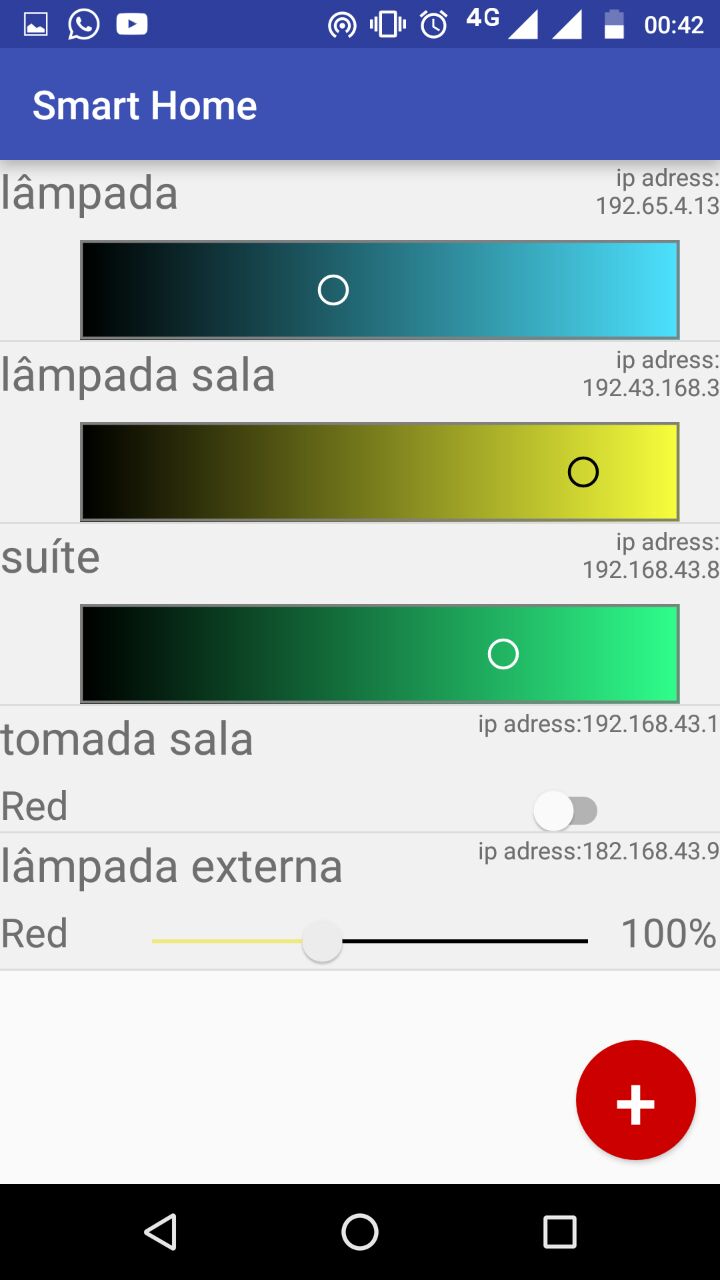 4G 00:42
Smart Home
lâmpada
ip adress:
192.65.4.13
lâmpada sala
ip adress:
192.43.168.3
suíte
ip adress:
192.168.43.8
tomada sala
ip adress:192.168.43.1
Red
lâmpada externa
ip adress:182.168.43.9
Red
100%
+